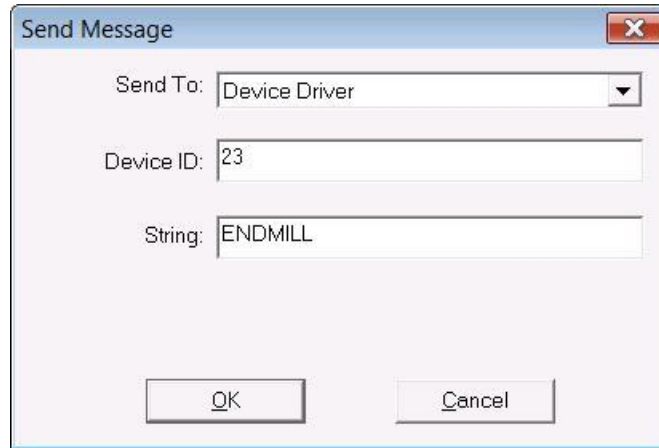 Send Message
Send To: Device Driver
Device ID: 23
String: ENDMILL
OK Cancel